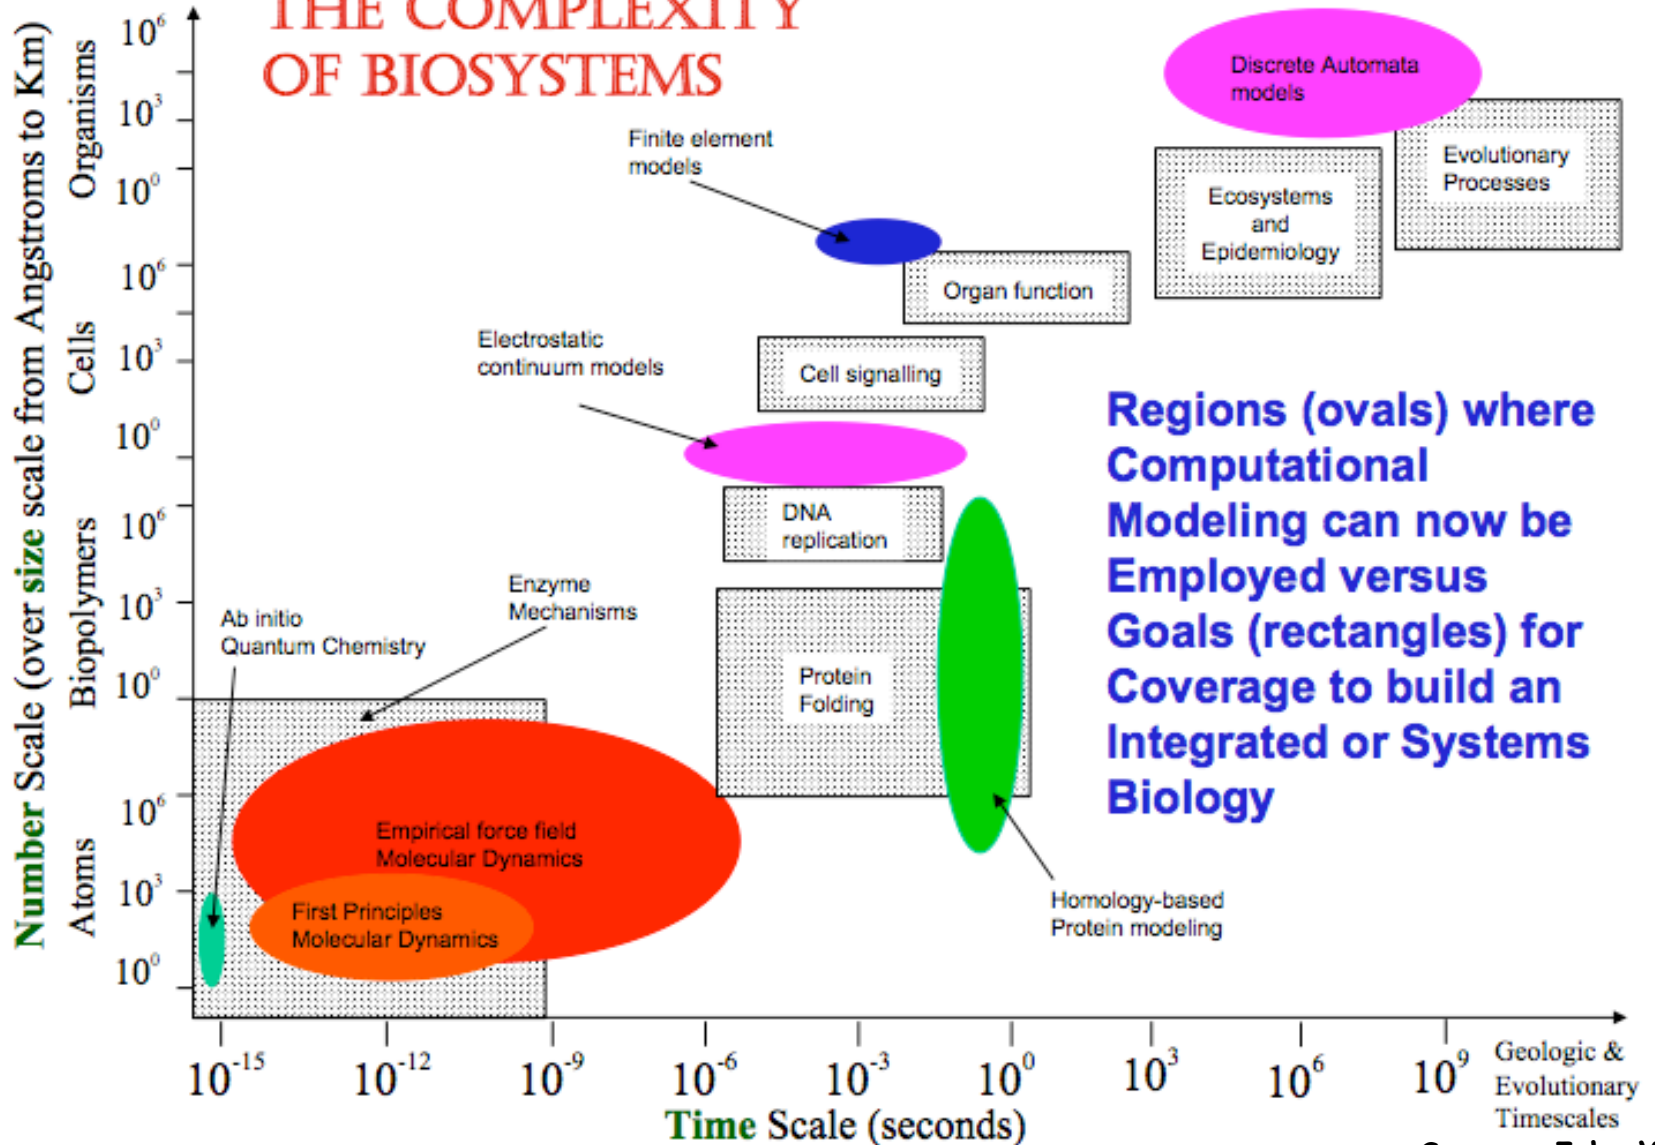 THE COMPLEXITY
OF BIOSYSTEMS
Number Scale (over size scale from Angstroms to Km)
Organisms
Cells
Biopolymers
Atoms
10⁶
10³
10⁰
10⁶
10³
10⁰
10⁶
10³
10⁰
10⁶
10³
10⁰
Discrete Automata
models
Finite element
models
Evolutionary
Processes
Ecosystems
and
Epidemiology
Organ function
Electrostatic
continuum models
Cell signalling
DNA
replication
Enzyme
Mechanisms
Ab initio
Quantum Chemistry
Protein
Folding
Empirical force field
Molecular Dynamics
First Principles
Molecular Dynamics
Homology-based
Protein modeling
Regions (ovals) where
Computational
Modeling can now be
Employed versus
Goals (rectangles) for
Coverage to build an
Integrated or Systems
Biology
10⁻¹⁵ 10⁻¹² 10⁻⁹ 10⁻⁶ 10⁻³ 10⁰ 10³ 10⁶ 10⁹
Geologic &
Evolutionary
Timescales
Time Scale (seconds)